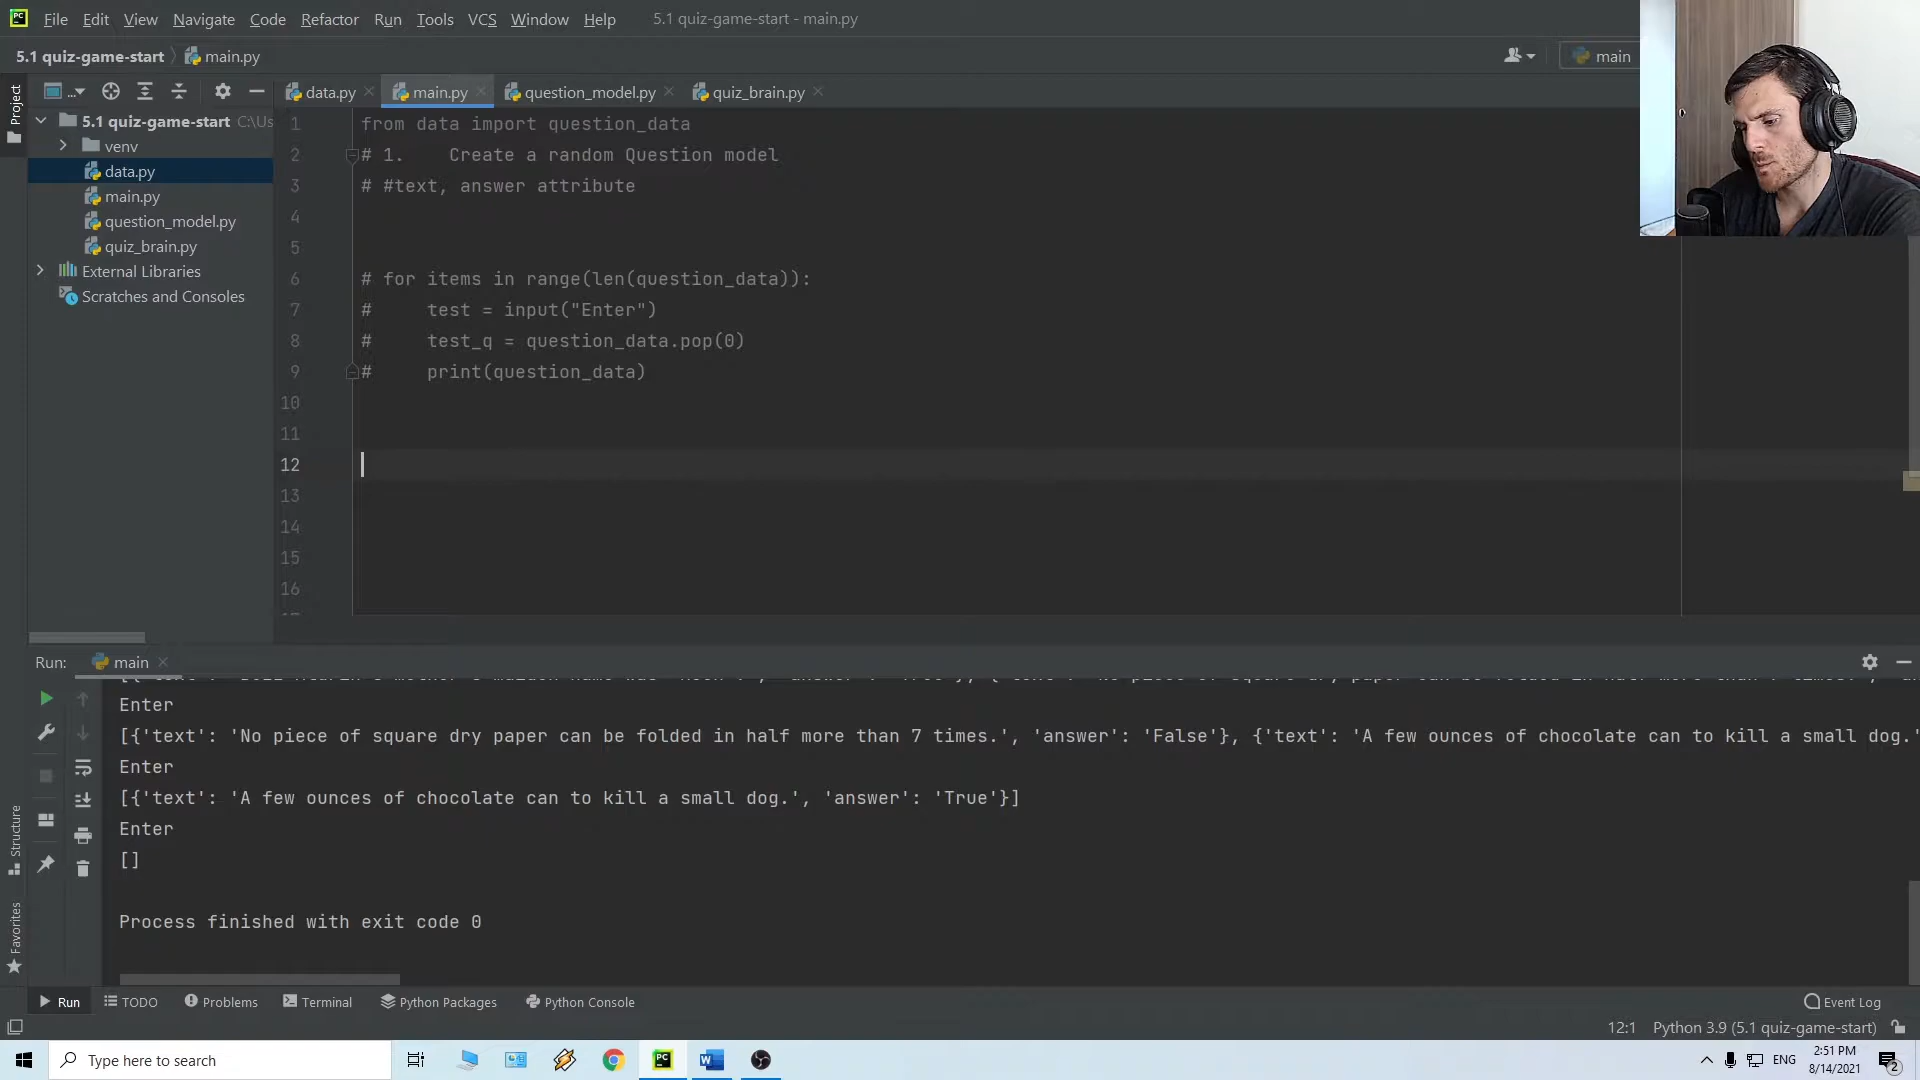 File Edit View Navigate Code Refactor Run Tools VCS Window Help 5.1 quiz-game-start - main.py
5.1 quiz-game-start main.py main
Project
... data.py main.py question_model.py quiz_brain.py
5.1 quiz-game-start C:\Us
venv
data.py
main.py
question_model.py
quiz_brain.py
External Libraries
Scratches and Consoles
1 from data import question_data
2 # 1.    Create a random Question model
3 # #text, answer attribute
4
5
6 # for items in range(len(question_data)):
7 #     test = input("Enter")
8 #     test_q = question_data.pop(0)
9 #     print(question_data)
10
11
12
13
14
15
16
Run: main
Enter
[{'text': 'No piece of square dry paper can be folded in half more than 7 times.', 'answer': 'False'}, {'text': 'A few ounces of chocolate can to kill a small dog.'
Enter
[{'text': 'A few ounces of chocolate can to kill a small dog.', 'answer': 'True'}]
Enter
[]
Process finished with exit code 0
Structure
Favorites
Run TODO Problems Terminal Python Packages Python Console Event Log
12:1 Python 3.9 (5.1 quiz-game-start)
Type here to search
ENG
2:51 PM
8/14/2021
2